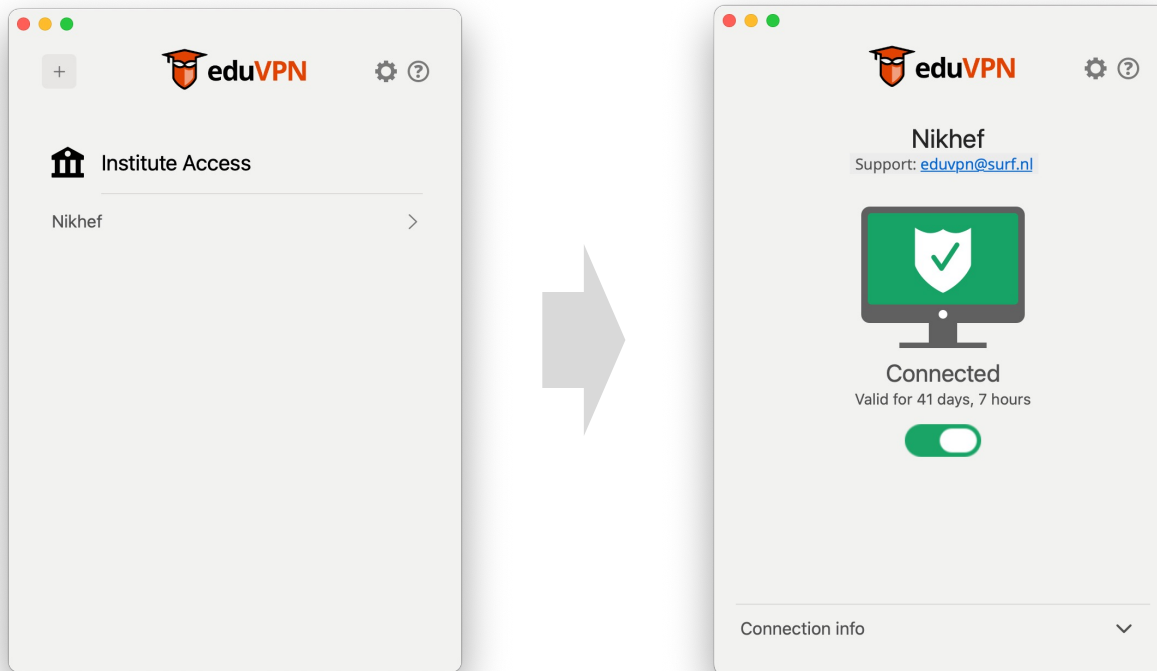 eduVPN
Institute Access
Nikhef
eduVPN
Nikhef
Support: eduvpn@surf.nl
Connected
Valid for 41 days, 7 hours
Connection info